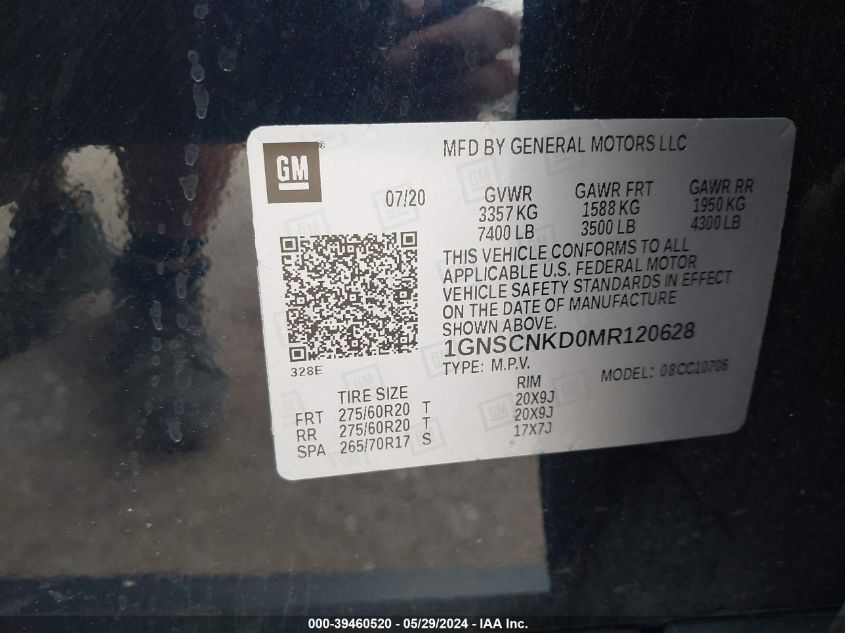 GM
MFD BY GENERAL MOTORS LLC
07/20
GVWR GAWR FRT GAWR RR
3357 KG 1588 KG 1950 KG
7400 LB 3500 LB 4300 LB
THIS VEHICLE CONFORMS TO ALL
APPLICABLE U.S. FEDERAL MOTOR
VEHICLE SAFETY STANDARDS IN EFFECT
ON THE DATE OF MANUFACTURE
SHOWN ABOVE.
1GNSCNKD0MR120628
328E
TYPE: M.P.V. MODEL: 08CC10706
TIRE SIZE RIM
FRT 275/60R20 T 20X9J
RR 275/60R20 T 20X9J
SPA 265/70R17 S 17X7J
000-39460520 - 05/29/2024 - IAA Inc.